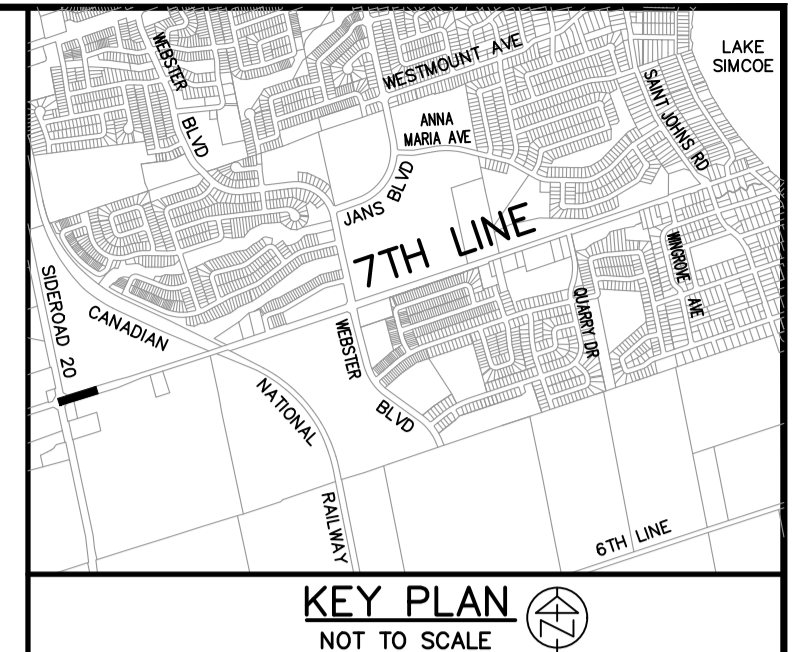 WEBSTER
BLVD
WESTMOUNT AVE
LAKE
SIMCOE
ANNA
MARIA AVE
SAINT JOHNS RD
JANS BLVD
7TH LINE
WINGROVE AVE
SIDEROAD 20
CANADIAN
NATIONAL
RAILWAY
WEBSTER
BLVD
QUARRY DR
6TH LINE
KEY PLAN
N
NOT TO SCALE